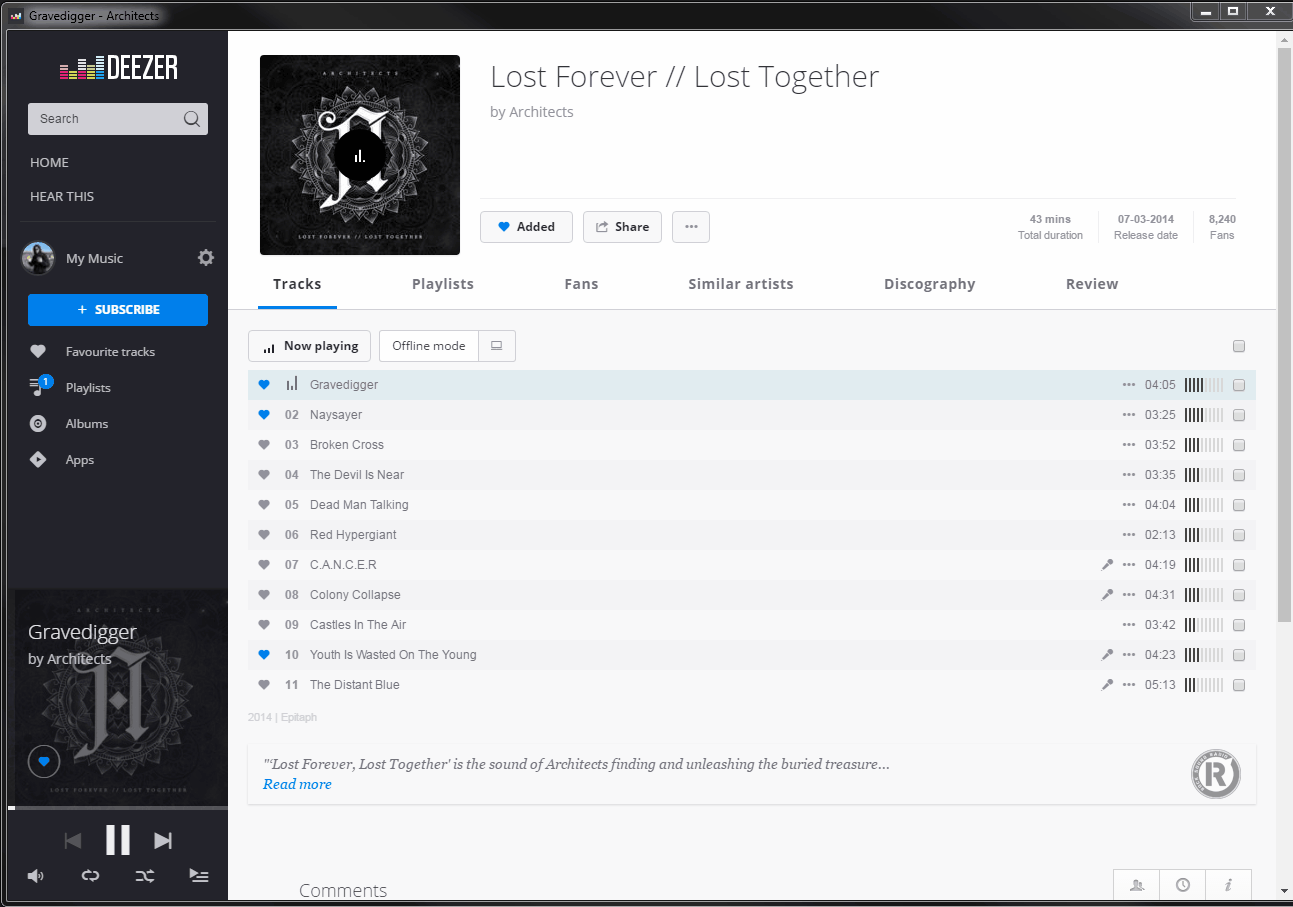 Gravedigger - Architects
DEEZER
Search
HOME
HEAR THIS
My Music
+ SUBSCRIBE
Favourite tracks
1
Playlists
Albums
Apps
Gravedigger
by Architects
ARCHITECTS
LOST FOREVER // LOST TOGETHER
ARCHITECTS
LOST FOREVER // LOST TOGETHER
Lost Forever // Lost Together
by Architects
Added
Share
43 mins
Total duration
07-03-2014
Release date
8,240
Fans
Tracks Playlists Fans Similar artists Discography Review
Now playing Offline mode
Gravedigger 04:05
02 Naysayer 03:25
03 Broken Cross 03:52
04 The Devil Is Near 03:35
05 Dead Man Talking 04:04
06 Red Hypergiant 02:13
07 C.A.N.C.E.R 04:19
08 Colony Collapse 04:31
09 Castles In The Air 03:42
10 Youth Is Wasted On The Young 04:23
11 The Distant Blue 05:13
2014 | Epitaph
"'Lost Forever, Lost Together' is the sound of Architects finding and unleashing the buried treasure...
Read more
R
Comments
i